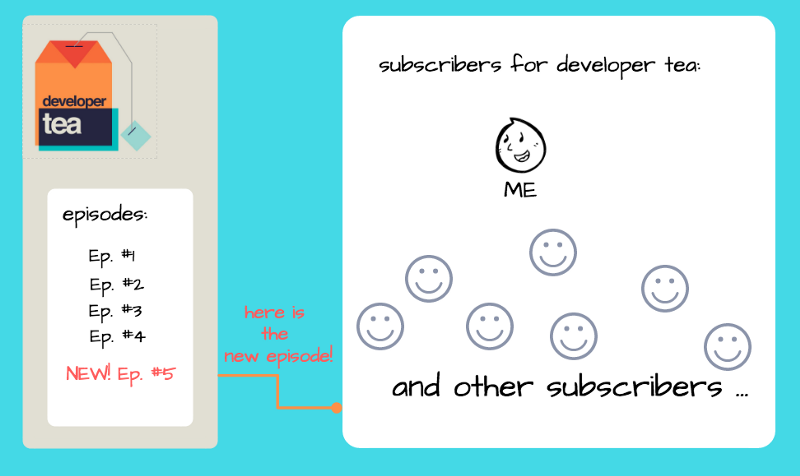 developer
tea
episodes:
Ep. #1
Ep. #2
Ep. #3
Ep. #4
NEW! Ep. #5
here is
the
new episode!
subscribers for developer tea:
ME
and other subscribers ...